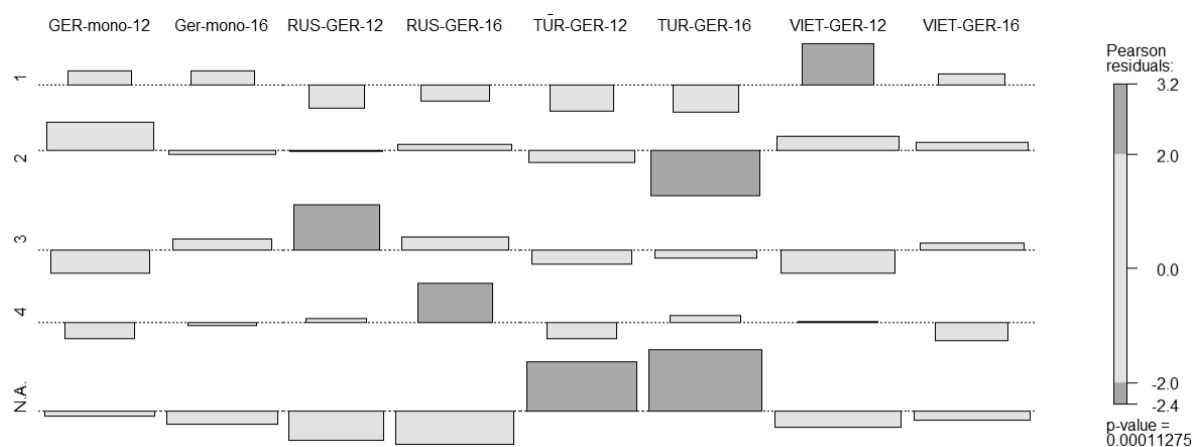 GER-mono-12 Ger-mono-16 RUS-GER-12 RUS-GER-16 TUR-GER-12 TUR-GER-16 VIET-GER-12 VIET-GER-16
Pearson
residuals:
1
3.2
2
2.0
3
0.0
4
-2.0
N.A.
-2.4
p-value =
0.00011275